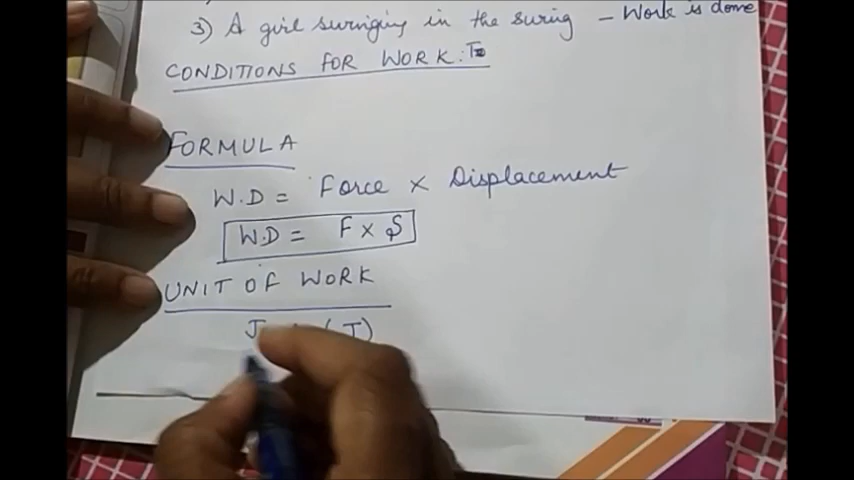 3) A girl swinging in the swing - Work is done
CONDITIONS FOR WORK :
FORMULA
W.D = Force × Displacement
W.D = F × S
UNIT OF WORK
(J)